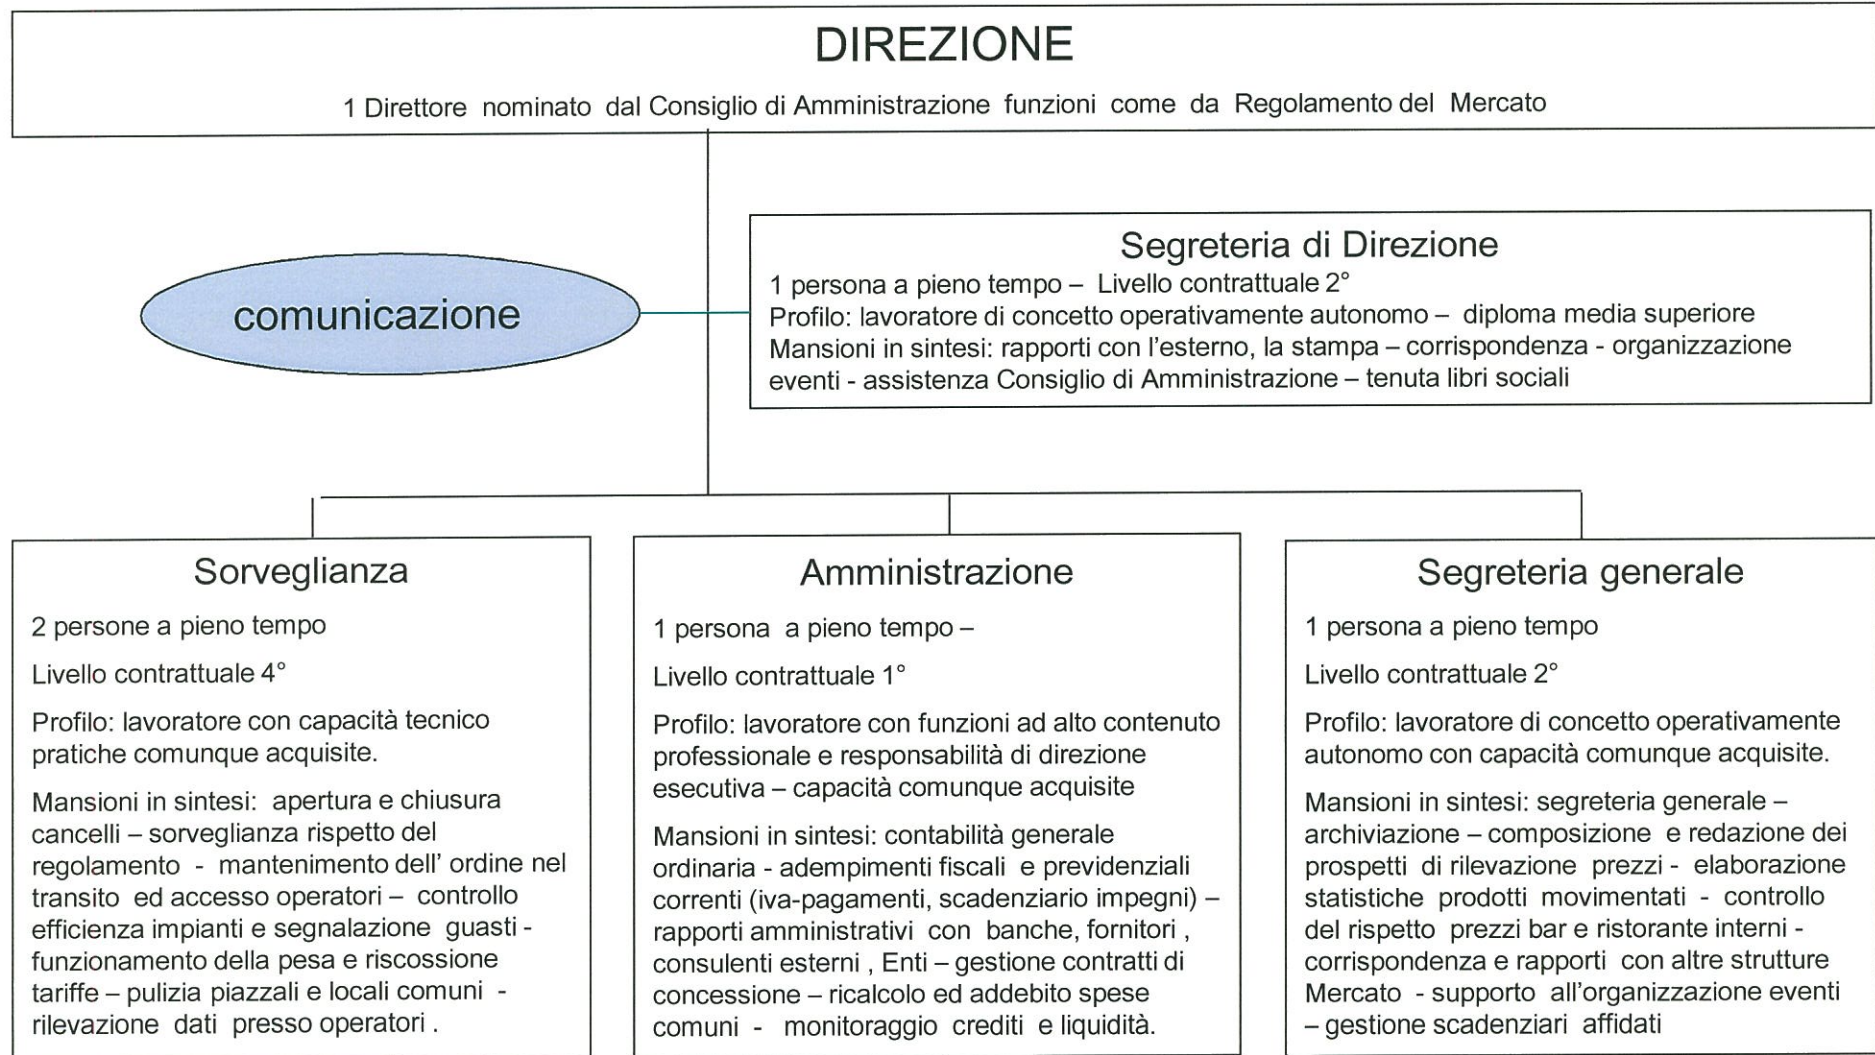 DIREZIONE
1 Direttore nominato dal Consiglio di Amministrazione funzioni come da Regolamento del Mercato
comunicazione
Segreteria di Direzione
1 persona a pieno tempo – Livello contrattuale 2°
Profilo: lavoratore di concetto operativamente autonomo – diploma media superiore
Mansioni in sintesi: rapporti con l'esterno, la stampa – corrispondenza - organizzazione
eventi - assistenza Consiglio di Amministrazione – tenuta libri sociali
Sorveglianza
2 persone a pieno tempo
Livello contrattuale 4°
Profilo: lavoratore con capacità tecnico
pratiche comunque acquisite.
Mansioni in sintesi: apertura e chiusura
cancelli – sorveglianza rispetto del
regolamento - mantenimento dell' ordine nel
transito ed accesso operatori – controllo
efficienza impianti e segnalazione guasti -
funzionamento della pesa e riscossione
tariffe – pulizia piazzali e locali comuni -
rilevazione dati presso operatori .
Amministrazione
1 persona a pieno tempo –
Livello contrattuale 1°
Profilo: lavoratore con funzioni ad alto contenuto
professionale e responsabilità di direzione
esecutiva – capacità comunque acquisite
Mansioni in sintesi: contabilità generale
ordinaria - adempimenti fiscali e previdenziali
correnti (iva-pagamenti, scadenziario impegni) –
rapporti amministrativi con banche, fornitori ,
consulenti esterni , Enti – gestione contratti di
concessione – ricalcolo ed addebito spese
comuni - monitoraggio crediti e liquidità.
Segreteria generale
1 persona a pieno tempo
Livello contrattuale 2°
Profilo: lavoratore di concetto operativamente
autonomo con capacità comunque acquisite.
Mansioni in sintesi: segreteria generale –
archiviazione – composizione e redazione dei
prospetti di rilevazione prezzi - elaborazione
statistiche prodotti movimentati - controllo
del rispetto prezzi bar e ristorante interni -
corrispondenza e rapporti con altre strutture
Mercato - supporto all'organizzazione eventi
– gestione scadenziari affidati